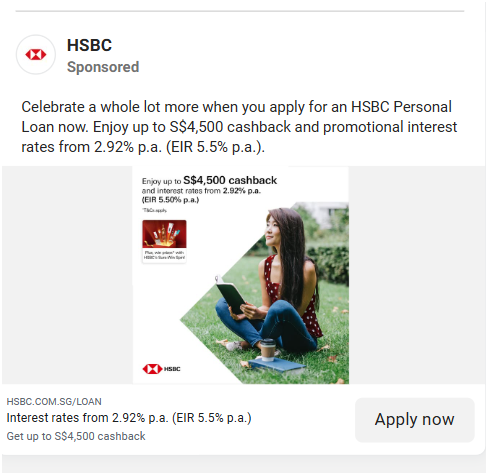 HSBC
Sponsored
Celebrate a whole lot more when you apply for an HSBC Personal
Loan now. Enjoy up to S$4,500 cashback and promotional interest
rates from 2.92% p.a. (EIR 5.5% p.a.).
Enjoy up to S$4,500 cashback
and interest rates from 2.92% p.a.
(EIR 5.50% p.a.)
T&Cs apply.
Plus, win prizes* with
HSBC's Sure-Win Spin!
HSBC
HSBC.COM.SG/LOAN
Interest rates from 2.92% p.a. (EIR 5.5% p.a.)
Get up to S$4,500 cashback
Apply now